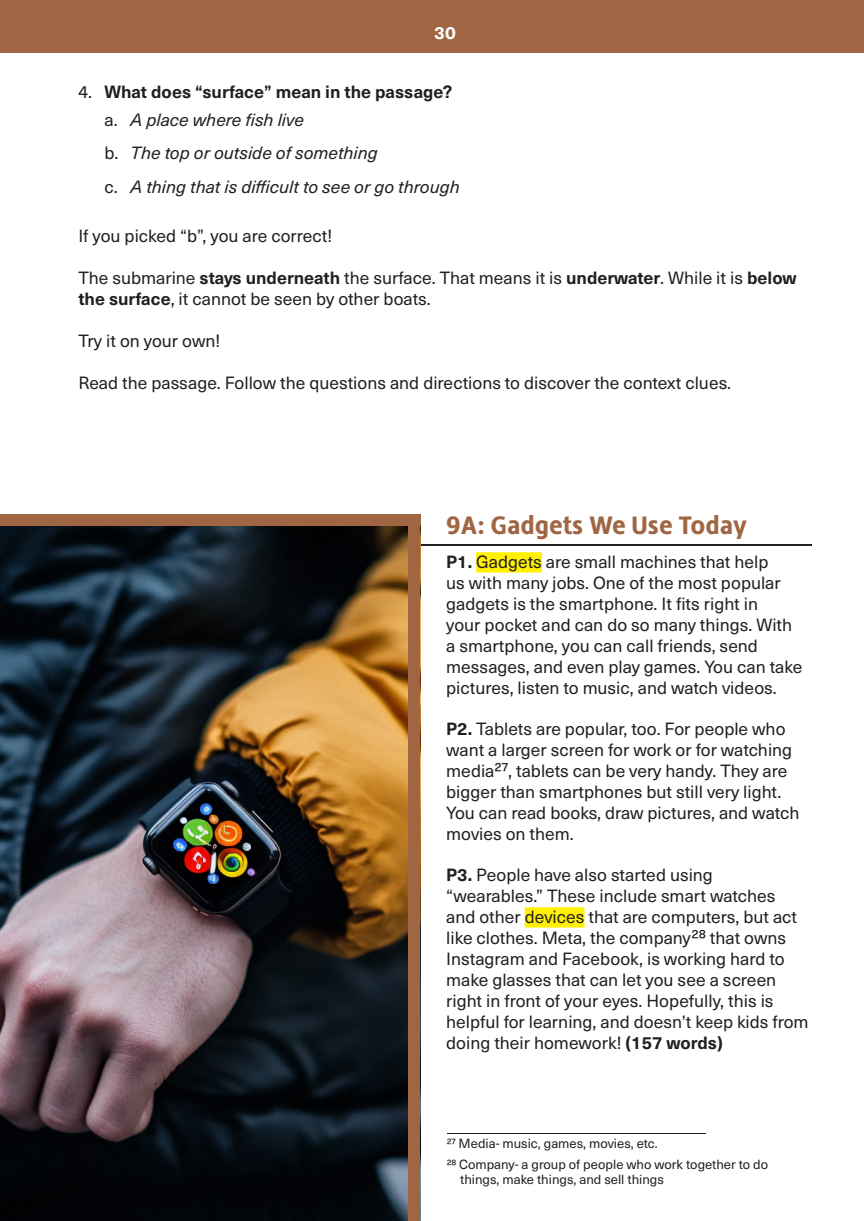 30
4. What does “surface” mean in the passage?
a. A place where fish live
b. The top or outside of something
c. A thing that is difficult to see or go through
If you picked “b”, you are correct!
The submarine stays underneath the surface. That means it is underwater. While it is below
the surface, it cannot be seen by other boats.
Try it on your own!
Read the passage. Follow the questions and directions to discover the context clues.
9A: Gadgets We Use Today
P1. Gadgets are small machines that help
us with many jobs. One of the most popular
gadgets is the smartphone. It fits right in
your pocket and can do so many things. With
a smartphone, you can call friends, send
messages, and even play games. You can take
pictures, listen to music, and watch videos.
P2. Tablets are popular, too. For people who
want a larger screen for work or for watching
media27, tablets can be very handy. They are
bigger than smartphones but still very light.
You can read books, draw pictures, and watch
movies on them.
P3. People have also started using
“wearables.” These include smart watches
and other devices that are computers, but act
like clothes. Meta, the company28 that owns
Instagram and Facebook, is working hard to
make glasses that can let you see a screen
right in front of your eyes. Hopefully, this is
helpful for learning, and doesn’t keep kids from
doing their homework! (157 words)
27 Media- music, games, movies, etc.
28 Company- a group of people who work together to do
things, make things, and sell things